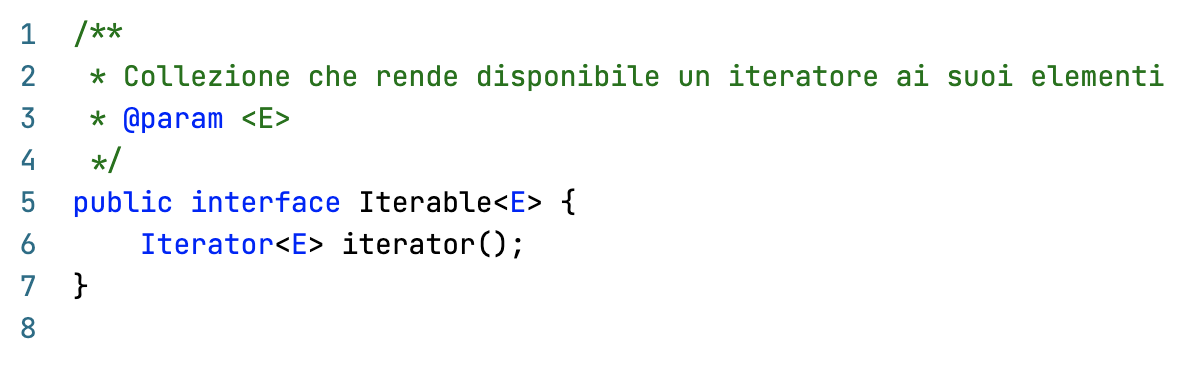 1 /**
2  * Collezione che rende disponibile un iteratore ai suoi elementi
3  * @param <E>
4  */
5 public interface Iterable<E> {
6     Iterator<E> iterator();
7 }
8